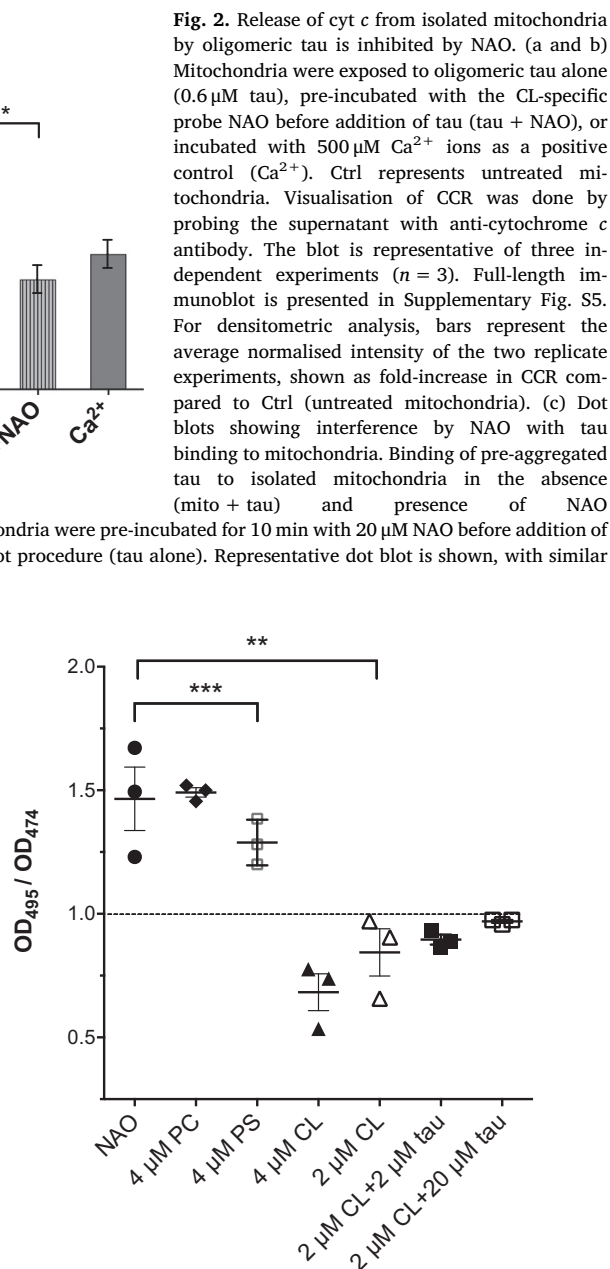 Fig. 2. Release of cyt c from isolated mitochondria
by oligomeric tau is inhibited by NAO. (a and b)
Mitochondria were exposed to oligomeric tau alone
(0.6 μM tau), pre-incubated with the CL-specific
probe NAO before addition of tau (tau + NAO), or
incubated with 500 μM Ca²⁺ ions as a positive
control (Ca²⁺). Ctrl represents untreated mi-
tochondria. Visualisation of CCR was done by
probing the supernatant with anti-cytochrome c
antibody. The blot is representative of three in-
dependent experiments (n = 3). Full-length im-
munoblot is presented in Supplementary Fig. S5.
For densitometric analysis, bars represent the
average normalised intensity of the two replicate
experiments, shown as fold-increase in CCR com-
pared to Ctrl (untreated mitochondria). (c) Dot
blots showing interference by NAO with tau
binding to mitochondria. Binding of pre-aggregated
tau to isolated mitochondria in the absence
(mito + tau) and presence of NAO
ondria were pre-incubated for 10 min with 20 μM NAO before addition of
ot procedure (tau alone). Representative dot blot is shown, with similar
*
NAO
Ca²⁺
**
***
2.0
1.5
1.0
0.5
OD₄₉₅ / OD₄₇₄
NAO
4 μM PC
4 μM PS
4 μM CL
2 μM CL
2 μM CL+2 μM tau
2 μM CL+20 μM tau